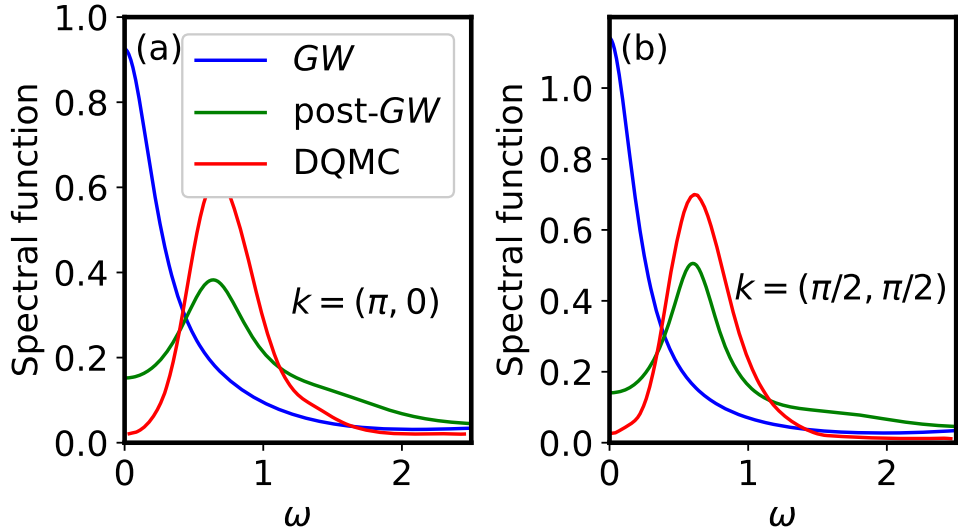 (a)
GW
post-GW
DQMC
k = (π, 0)
Spectral function
1.0
0.8
0.6
0.4
0.2
0.0
0
1
2
ω
(b)
k = (π/2, π/2)
Spectral function
1.0
0.8
0.6
0.4
0.2
0.0
0
1
2
ω